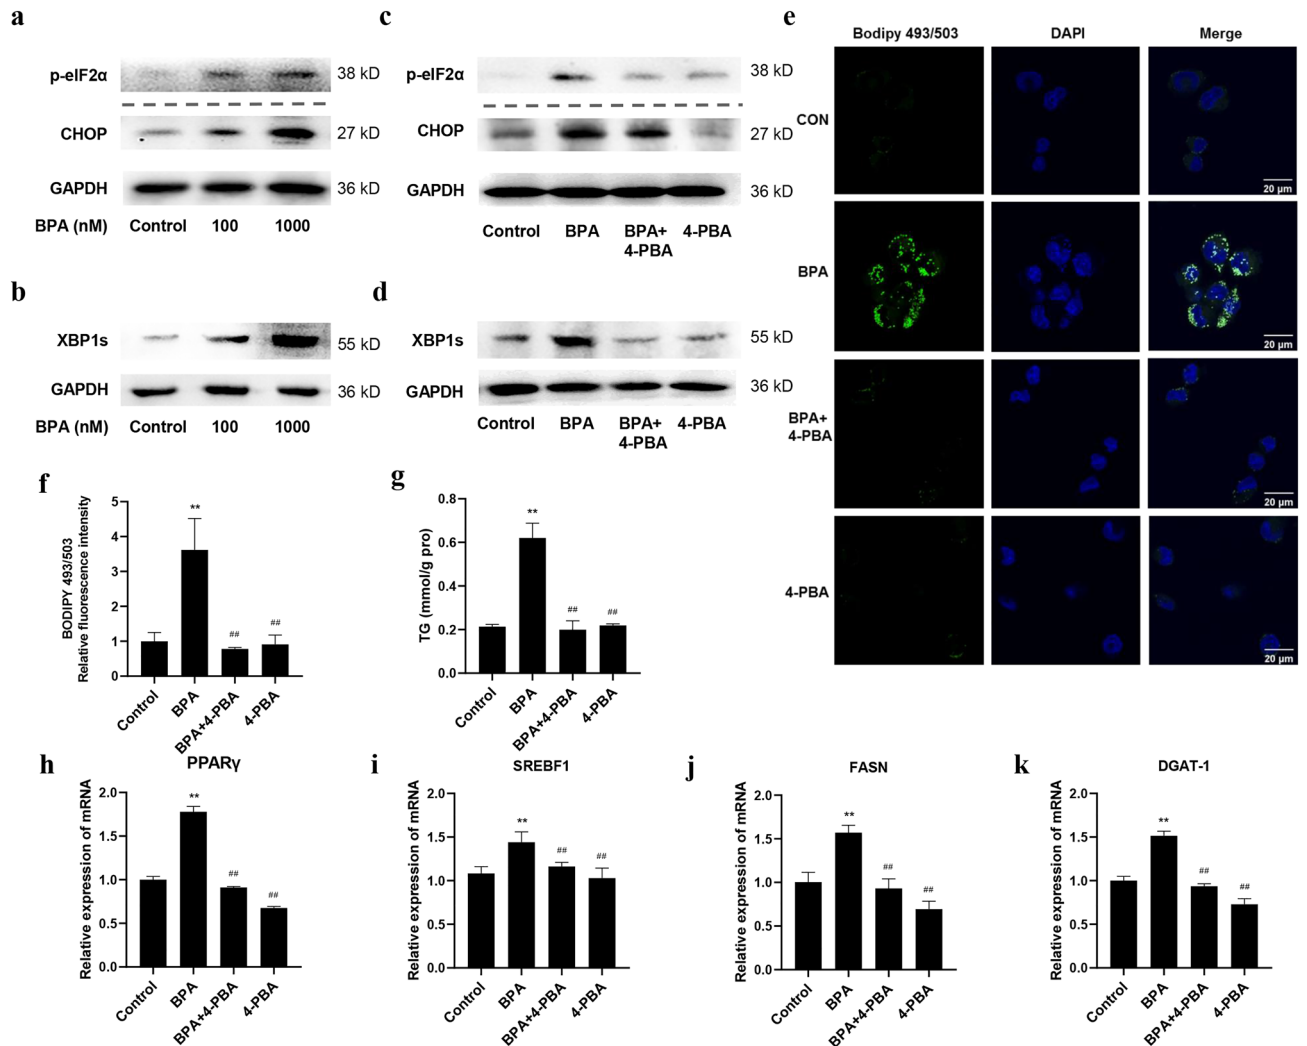 a
p-eIF2α
38 kD
CHOP
27 kD
GAPDH
36 kD
BPA (nM) Control 100 1000
b
XBP1s
55 kD
GAPDH
36 kD
BPA (nM) Control 100 1000
c
p-eIF2α
38 kD
CHOP
27 kD
GAPDH
36 kD
Control BPA BPA+ 4-PBA
4-PBA
d
XBP1s
55 kD
GAPDH
36 kD
Control BPA BPA+ 4-PBA
4-PBA
e
Bodipy 493/503 DAPI Merge
CON
20 μm
BPA
20 μm
BPA+
4-PBA
20 μm
4-PBA
20 μm
f
BODIPY 493/503
Relative fluorescence intensity
5
4
3
2
1
0
**
##
##
Control
BPA
BPA+4-PBA
4-PBA
g
TG (mmol/g pro)
0.8
0.6
0.4
0.2
0.0
**
##
##
Control
BPA
BPA+4-PBA
4-PBA
h
PPARγ
Relative expression of mRNA
2.0
1.5
1.0
0.5
0.0
**
##
##
Control
BPA
BPA+4-PBA
4-PBA
i
SREBF1
Relative expression of mRNA
2.0
1.5
1.0
0.5
0.0
**
##
##
Control
BPA
BPA+4-PBA
4-PBA
j
FASN
Relative expression of mRNA
2.0
1.5
1.0
0.5
0.0
**
##
##
Control
BPA
BPA+4-PBA
4-PBA
k
DGAT-1
Relative expression of mRNA
2.0
1.5
1.0
0.5
0.0
**
##
##
Control
BPA
BPA+4-PBA
4-PBA